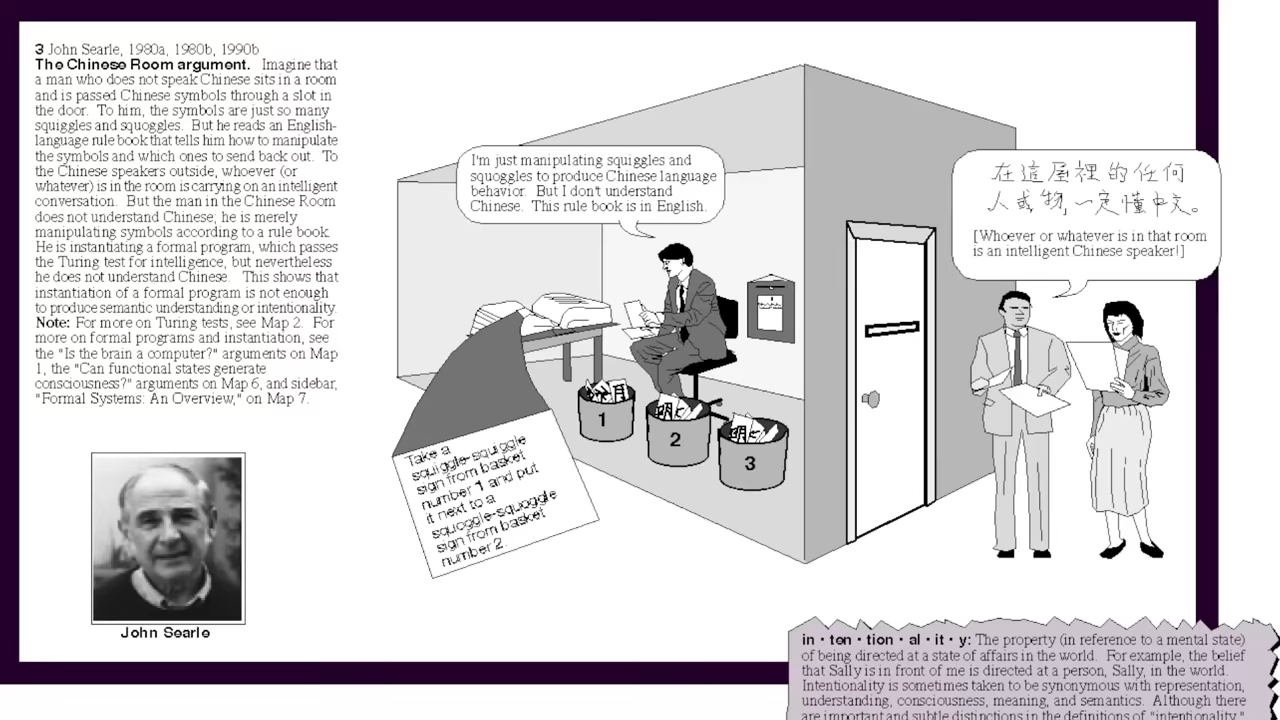 3 John Searle, 1980a, 1980b, 1990b
The Chinese Room argument. Imagine that
a man who does not speak Chinese sits in a room
and is passed Chinese symbols through a slot in
the door. To him, the symbols are just so many
squiggles and squoggles. But he reads an English-
language rule book that tells him how to manipulate
the symbols and which ones to send back out. To
the Chinese speakers outside, whoever (or
whatever) is in the room is carrying on an intelligent
conversation. But the man in the Chinese Room
does not understand Chinese; he is merely
manipulating symbols according to a rule book.
He is instantiating a formal program, which passes
the Turing test for intelligence, but nevertheless
he does not understand Chinese. This shows that
instantiation of a formal program is not enough
to produce semantic understanding or intentionality.
Note: For more on Turing tests, see Map 2. For
more on formal programs and instantiation, see
the "Is the brain a computer?" arguments on Map
1, the "Can functional states generate
consciousness?" arguments on Map 6, and sidebar,
"Formal Systems: An Overview," on Map 7.
John Searle
I'm just manipulating squiggles and
squoggles to produce Chinese language
behavior. But I don't understand
Chinese. This rule book is in English.
Take a
squiggle-squiggle
sign from basket
number 1 and put
it next to a
squoggle-squoggle
sign from basket
number 2.
1
2
3
在這屋裡的任何
人或物,一定懂中文。
[Whoever or whatever is in that room
is an intelligent Chinese speaker!]
in • ten • tion • al • it • y: The property (in reference to a mental state)
of being directed at a state of affairs in the world. For example, the belief
that Sally is in front of me is directed at a person, Sally, in the world.
Intentionality is sometimes taken to be synonymous with representation,
understanding, consciousness, meaning, and semantics. Although there
are important and subtle distinctions in the definitions of "intentionality,"